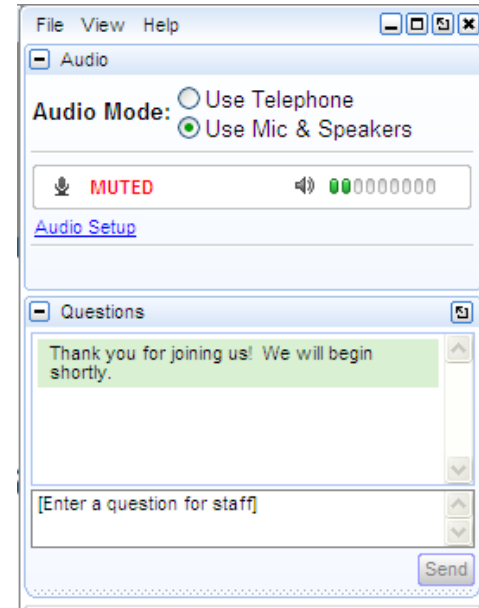 File View Help
Audio
Audio Mode: Use Telephone
Use Mic & Speakers
MUTED
Audio Setup
Questions
Thank you for joining us! We will begin
shortly.
[Enter a question for staff]
Send